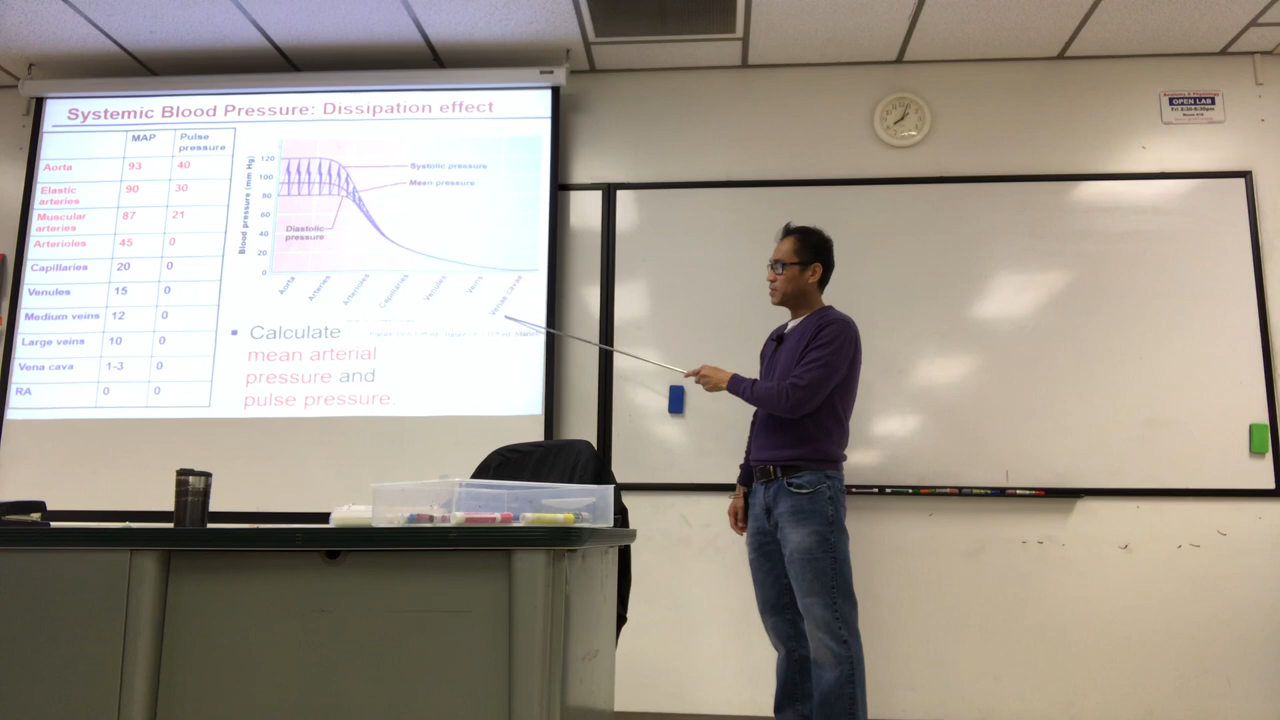 Systemic Blood Pressure: Dissipation effect
MAP Pulse pressure
Aorta 93 40
Elastic arteries 90 30
Muscular arteries 87 21
Arterioles 45 0
Capillaries 20 0
Venules 15 0
Medium veins 12 0
Large veins 10 0
Vena cava 1-3 0
RA 0 0
Blood pressure (mm Hg)
120
100
80
60
40
20
0
Systolic pressure
Mean pressure
Diastolic
pressure
Aorta
Arteries
Arterioles
Capillaries
Venules
Veins
Venae cavae
Calculate
mean arterial
pressure and
pulse pressure.
Anatomy & Physiology
OPEN LAB